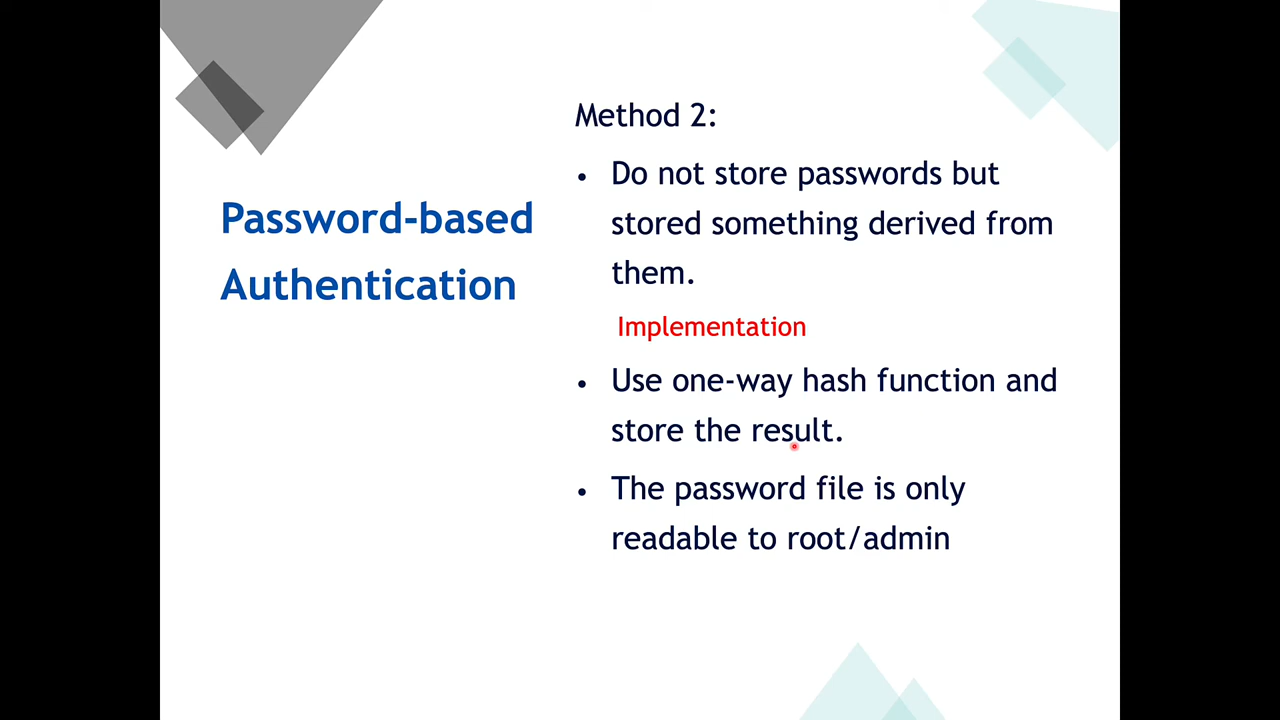 Password-based
Authentication
Method 2:
• Do not store passwords but
stored something derived from
them.
Implementation
• Use one-way hash function and
store the result.
• The password file is only
readable to root/admin